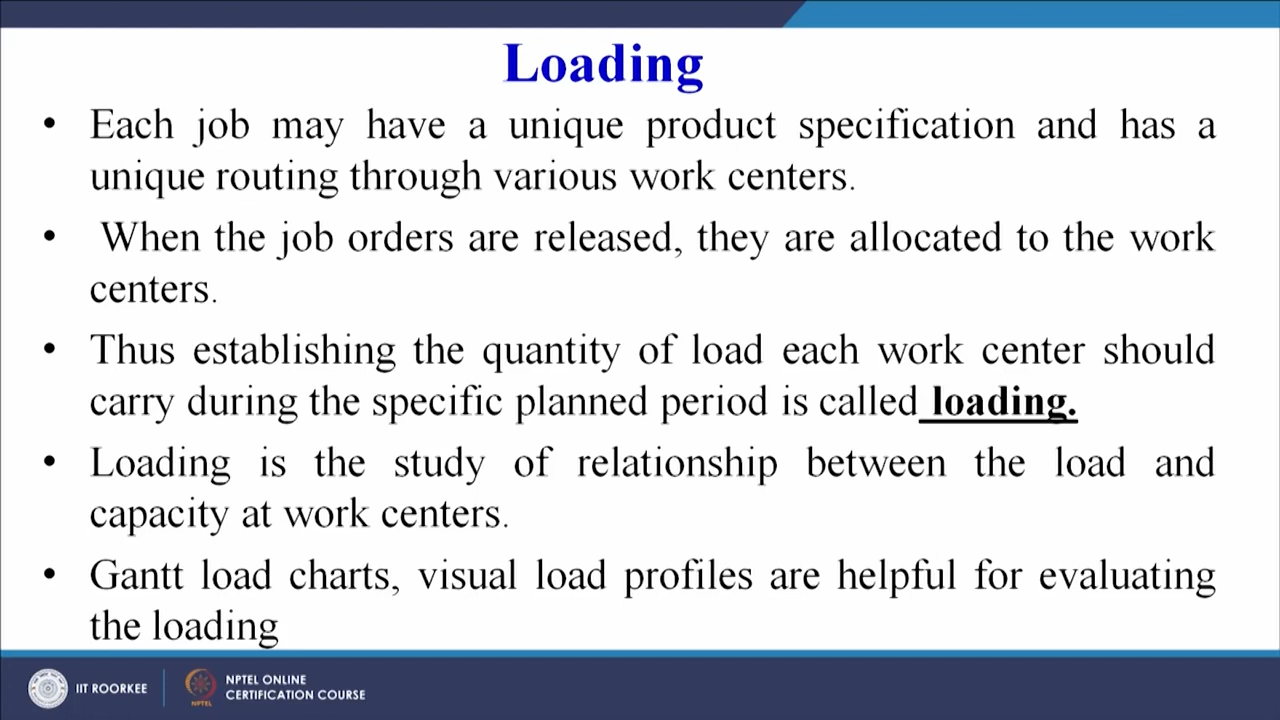 Loading
• Each job may have a unique product specification and has a
unique routing through various work centers.
• When the job orders are released, they are allocated to the work
centers.
• Thus establishing the quantity of load each work center should
carry during the specific planned period is called loading.
• Loading is the study of relationship between the load and
capacity at work centers.
• Gantt load charts, visual load profiles are helpful for evaluating
the loading
IIT ROORKEE
NPTEL
NPTEL ONLINE
CERTIFICATION COURSE